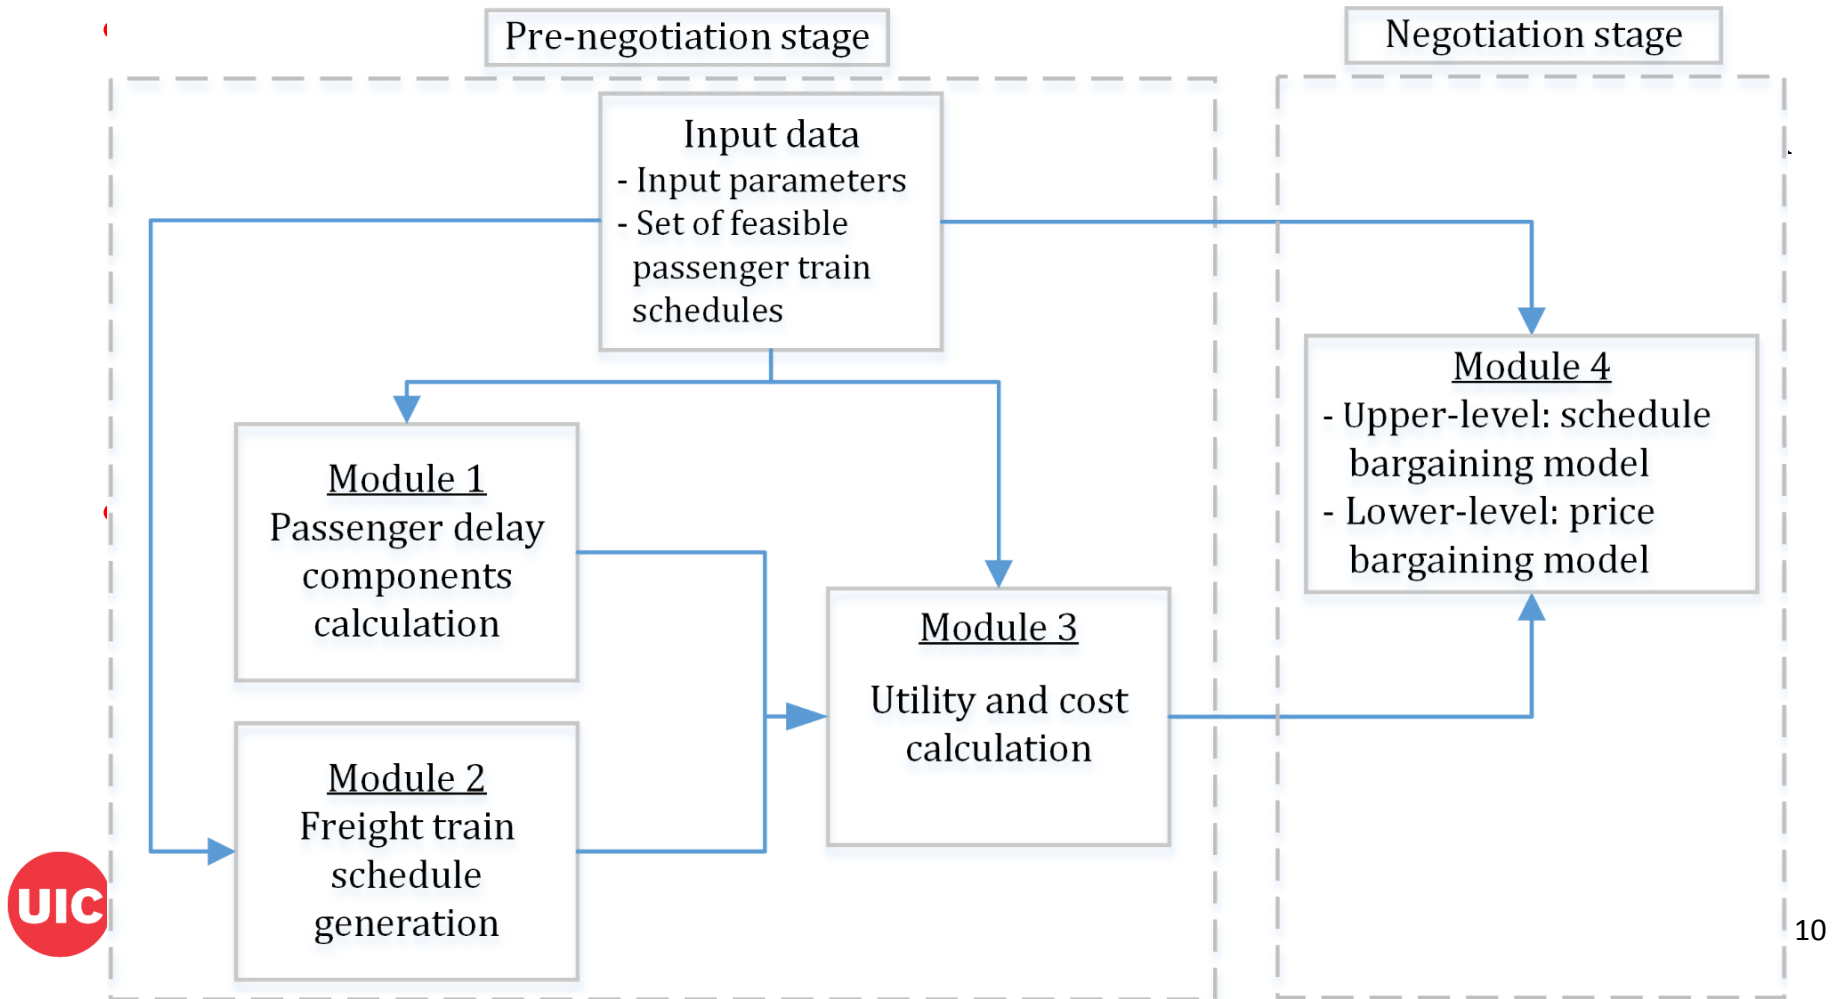 Pre-negotiation stage
Negotiation stage
Input data
- Input parameters
- Set of feasible
passenger train
schedules
Module 1
Passenger delay
components
calculation
Module 2
Freight train
schedule
generation
Module 3
Utility and cost
calculation
Module 4
- Upper-level: schedule
bargaining model
- Lower-level: price
bargaining model
UIC
10